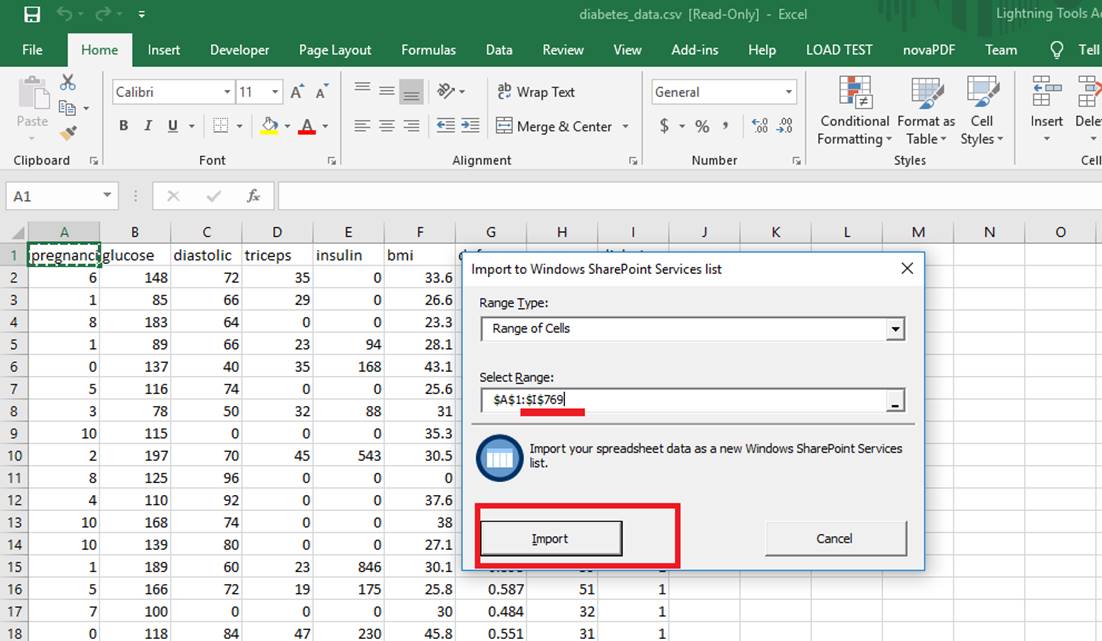 diabetes_data.csv [Read-Only] - Excel
Lightning Tools
File Home Insert Developer Page Layout Formulas Data Review View Add-ins Help LOAD TEST novaPDF Team Tell
Paste
Calibri 11
B I U
Wrap Text
Merge & Center
General
$ % ,
Conditional Formatting
Format as Table
Cell Styles
Insert
Clipboard Font Alignment Number Styles
A1 fx
A B C D E F G H I J K L M N O
1 pregnanci glucose diastolic triceps insulin bmi
2 6 148 72 35 0 33.6
3 1 85 66 29 0 26.6
4 8 183 64 0 0 23.3
5 1 89 66 23 94 28.1
6 0 137 40 35 168 43.1
7 5 116 74 0 0 25.6
8 3 78 50 32 88 31
9 10 115 0 0 0 35.3
10 2 197 70 45 543 30.5
11 8 125 96 0 0 0
12 4 110 92 0 0 37.6
13 10 168 74 0 0 38
14 10 139 80 0 0 27.1
15 1 189 60 23 846 30.1
16 5 166 72 19 175 25.8 0.587 51 1
17 7 100 0 0 0 30 0.484 32 1
18 0 118 84 47 230 45.8 0.551 31 1
Import to Windows SharePoint Services list
Range Type:
Range of Cells
Select Range:
$A$1:$I$769
Import your spreadsheet data as a new Windows SharePoint Services
list.
Import
Cancel